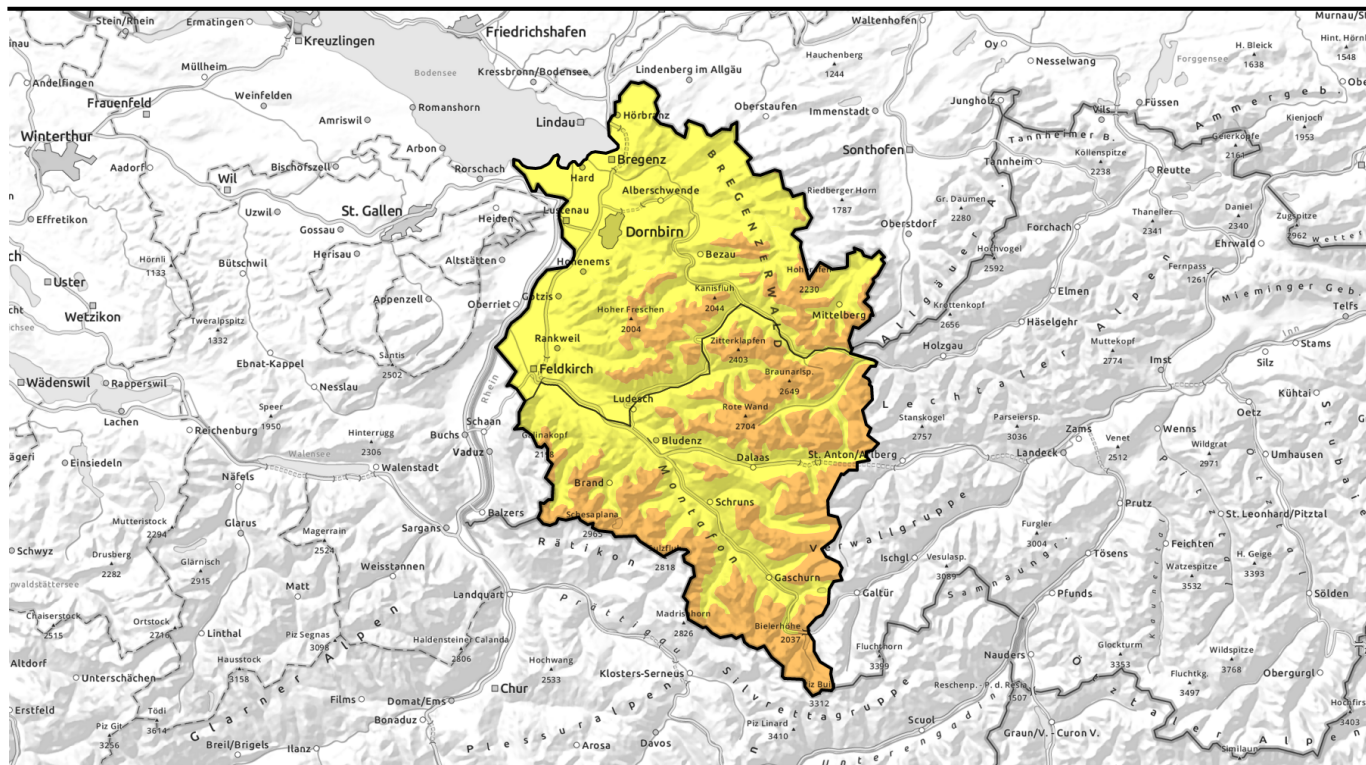 Stein/Rhein
Ermatingen
Kreuzlingen
Friedrichshafen
Waltenhofen
Murnau/St
Hint. Hörnl
1548
Oy
H. Bleick
1638
Nesselwang
Hauchenberg
1244
Forggensee
Müllheim
Bodensee
Kressbronn/Bodensee
Lindenberg im Allgäu
Andelfingen
Weinfelden
Frauenfeld
Romanshorn
Oberstaufen
Immenstadt
Jungholz
Vils
Füssen
Ammergeb.
Kienjoch
1953
Amriswil
Lindau
Hörbranz
Tannheimer B.
Geierköpfe
2161
Winterthur
Arbon
Sonthofen
Köllenspitze
2238
Tannheim
Aadorf
Bischofszell
Rorschach
Bregenz
Reutte
Wil
Hard
BREGENZERWALD
Alberschwende
Riedberger Horn
1787
Gr. Daumen
2280
Thaneller
2341
Daniel
2340
Zugspitze
2962
Effretikon
Uzwil
St. Gallen
Heiden
Lustenau
Dornbirn
Oberstdorf
Forchach
Ehrwald
Gossau
Herisau
Altstätten
Hochvogel
2592
Hörnli
1133
Bütschwil
Hohenems
Bezau
Fernpass
1261
Uster
Appenzell
Oberriet
Götzis
Kanisfluh
2044
2230
Elmen
Mieminger Geb.
Telfs
Wetzikon
Tweralpspitz
1332
Hoher Freschen
2004
Mittelberg
Krottenkopf
2656
Häselgehr
Allgäuer A.
Lechtaler Alpen
Inn
Rankweil
Zitterklapfen
2403
Holzgau
Muttekopf
2774
Stams
Säntis
2502
Ebnat-Kappel
Imst
Silz
Wädenswil
Rapperswil
Nesslau
Rhein
Feldkirch
Braunarlsp.
2649
Kühtai
Lachen
Speer
1950
Schaan
Ludesch
Rote Wand
2704
Stanskogel
2757
Parseiersp.
3036
Oetz
Reichenburg
Hinterrugg
2306
Buchs
Vaduz
Bludenz
Zams
Venet
2512
Wenns
Wildgrat
2971
Einsiedeln
Walensee
Walenstadt
Dalaas
St. Anton/Arlberg
Landeck
Umhausen
Näfels
Brand
Montafon
Schruns
Mutteristock
2294
Glarus
Magerrain
2524
Sargans
Balzers
Schesaplana
2965
Rätikon
Verwallgruppe
Prutz
St. Leonhard/Pitztal
Furgler
3004
Schwyz
Drusberg
2282
Glärnisch
2915
Weisstannen
2818
Ischgl
Vesulasp.
3089
Samnaungr.
Tösens
Feichten
H. Geige
3393
Watzespitze
3532
Matt
Landquart
Gaschurn
Galtür
Pfunds
Sölden
Chaiserstock
2515
Ortstock
2716
Linthal
Piz Segnas
3098
Haldensteiner Calanda
2806
Prättigau
Madrisahorn
2826
Bielerhöhe
2037
Fluchthorn
3399
Nauders
Glockturm
3353
Wildspitze
3768
Altdorf
Hausstock
3158
Hochwang
2533
Klosters-Serneus
Silvrettagruppe
Reschenp. - P. d. Resia
1507
Fluchtkg.
3497
Obergurgl
Unterschächen
Flims
Domat/Ems
Chur
3312
Erstfeld
Piz Git
3256
Tödi
3614
Glarner Alpen
Bonaduz
Plessuralpen
Piz Linard
3410
Scuol
Unterengadin
Graun/V. - Curon V.
Ötztaler Alpen
3403
Breil/Brigels
Ilanz
Arosa
Davos
Similaun